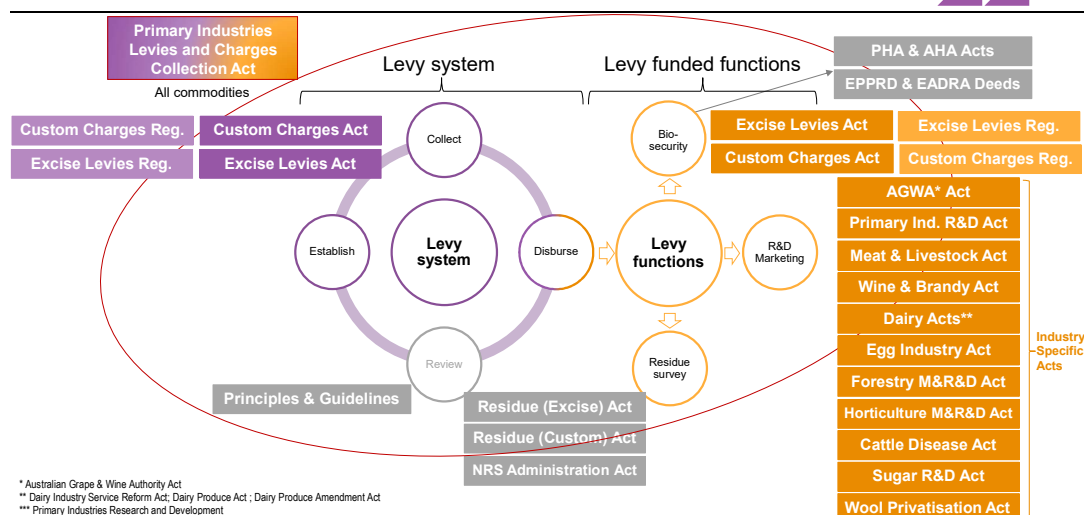 Primary Industries
Levies and Charges
Collection Act
All commodities
Levy system
Levy funded functions
PHA & AHA Acts
EPPRD & EADRA Deeds
Custom Charges Reg.
Custom Charges Act
Excise Levies Reg.
Excise Levies Act
Collect
Bio-
security
Excise Levies Act
Excise Levies Reg.
Custom Charges Act
Custom Charges Reg.
Establish
Levy
system
Disburse
Levy
functions
R&D
Marketing
Review
Residue
survey
Principles & Guidelines
Residue (Excise) Act
Residue (Custom) Act
NRS Administration Act
AGWA* Act
Primary Ind. R&D Act
Meat & Livestock Act
Wine & Brandy Act
Dairy Acts**
Egg Industry Act
Forestry M&R&D Act
Horticulture M&R&D Act
Cattle Disease Act
Sugar R&D Act
Wool Privatisation Act
Industry
Specific
Acts
* Australian Grape & Wine Authority Act
** Dairy Industry Service Reform Act; Dairy Produce Act ; Dairy Produce Amendment Act
*** Primary Industries Research and Development